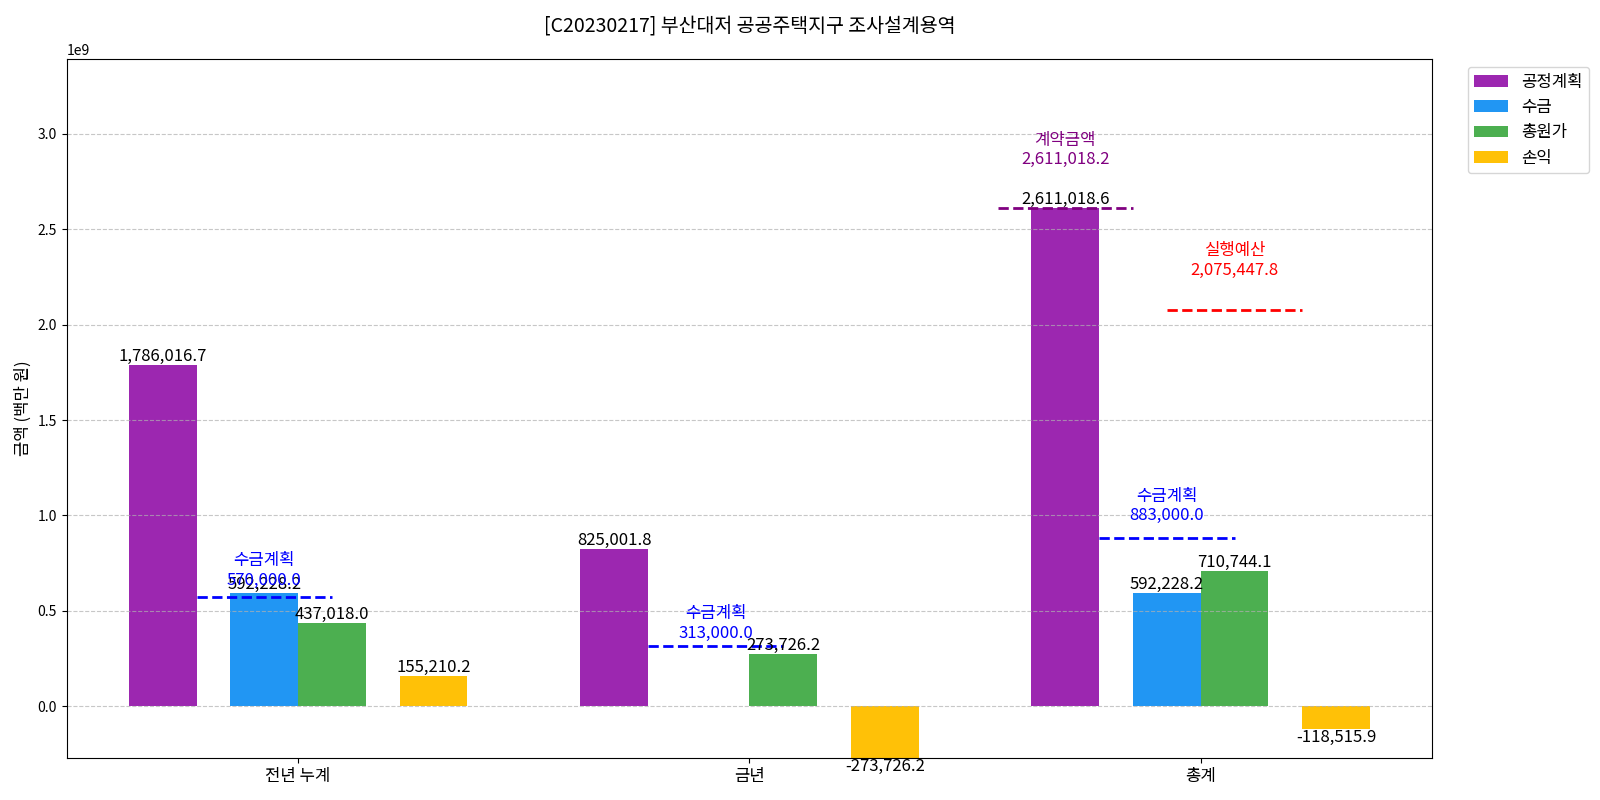 [C20230217] 부산대저 공공주택지구 조사설계용역
1e9
금액 (백만 원)
3.0
2.5
2.0
1.5
1.0
0.5
0.0
계약금액
2,611,018.2
2,611,018.6
실행예산
2,075,447.8
1,786,016.7
수금계획
570,000.0
592,228.2
437,018.0
155,210.2
825,001.8
수금계획
313,000.0
273,726.2
-273,726.2
수금계획
883,000.0
592,228.2
710,744.1
-118,515.9
전년 누계
금년
총계
공정계획
수금
총원가
손익